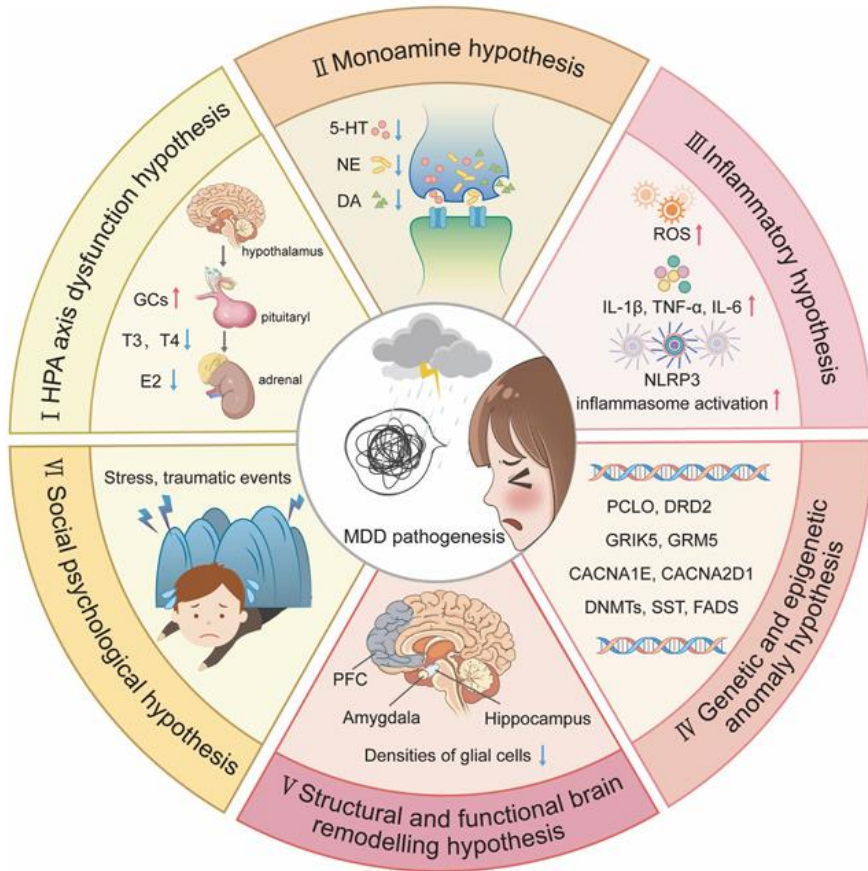 Ⅰ HPA axis dysfunction hypothesis
hypothalamus
GCs ↑
pituitaryl
T3, T4 ↓
E2 ↓
adrenal
Ⅱ Monoamine hypothesis
5-HT ↓
NE ↓
DA ↓
Ⅲ Inflammatory hypothesis
ROS ↑
IL-1β, TNF-α, IL-6 ↑
NLRP3
inflammasome activation ↑
Ⅳ Genetic and epigenetic
anomaly hypothesis
PCLO, DRD2
GRIK5, GRM5
CACNA1E, CACNA2D1
DNMTs, SST, FADS
Ⅴ Structural and functional brain
remodelling hypothesis
PFC
Amygdala
Hippocampus
Densities of glial cells ↓
Ⅵ Social psychological hypothesis
Stress, traumatic events
MDD pathogenesis